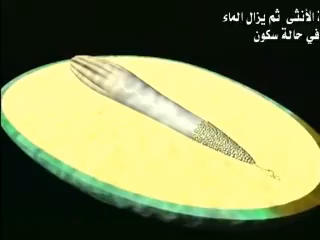 الأنثى ثم يزال الماء
في حالة سكون